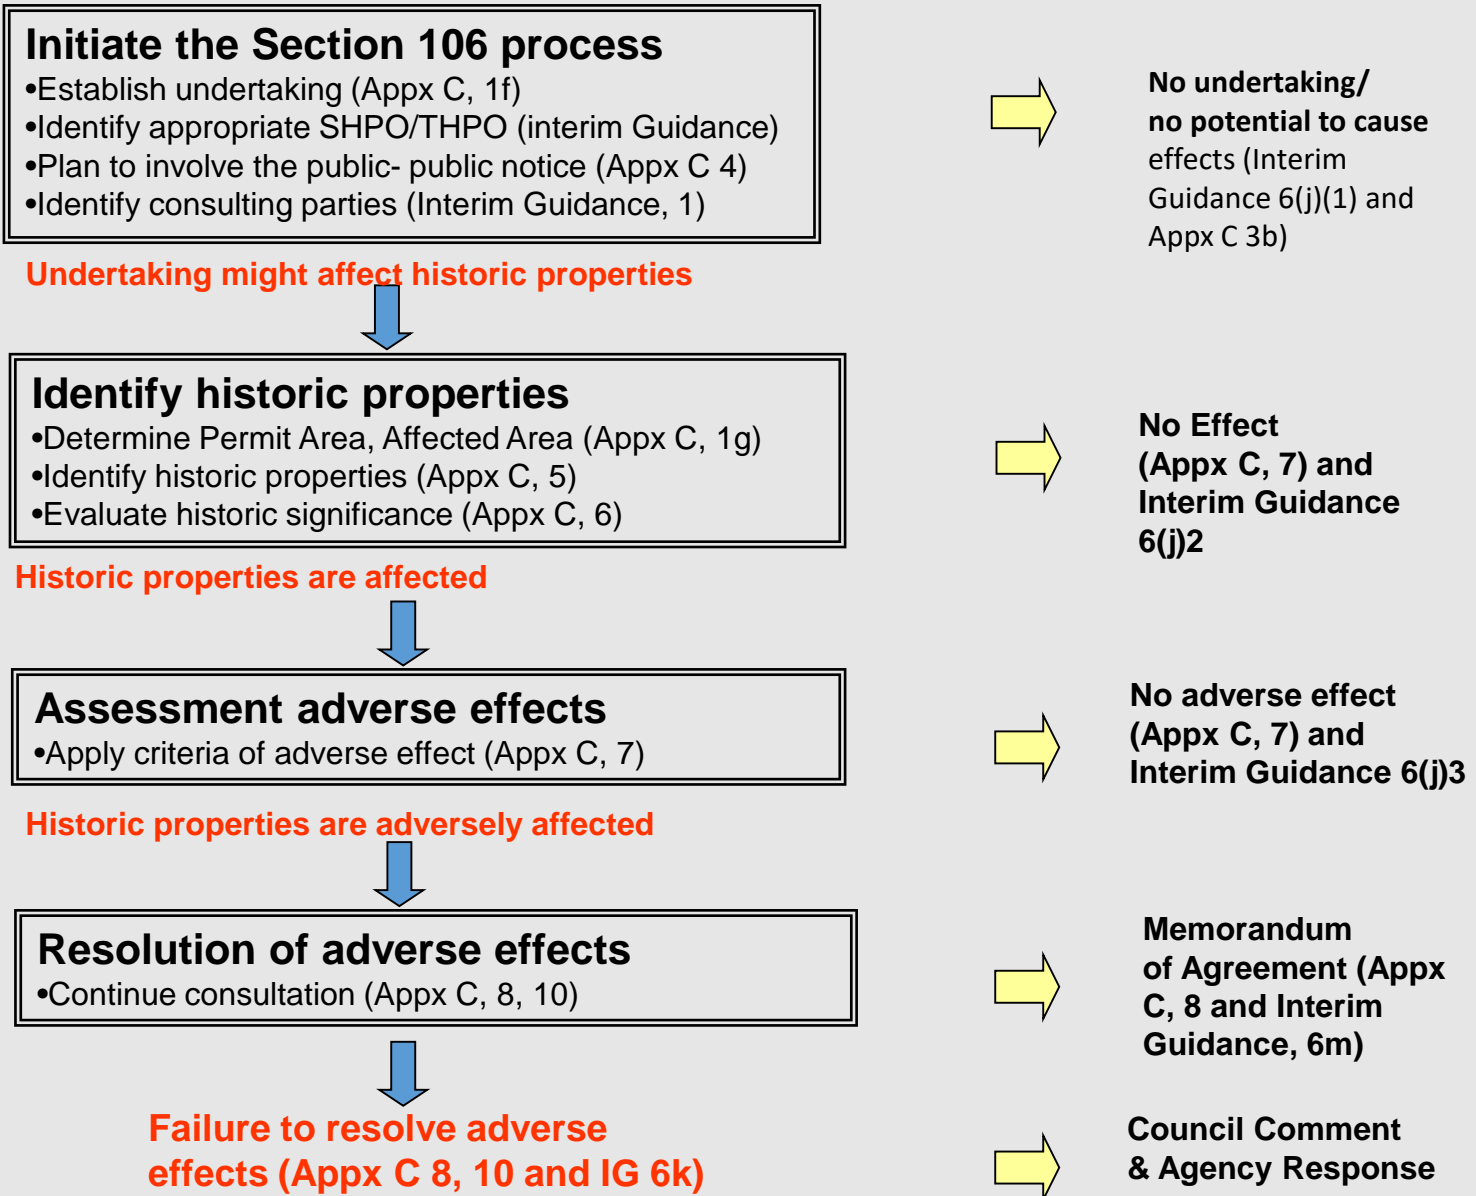 Initiate the Section 106 process
•Establish undertaking (Appx C, 1f)
•Identify appropriate SHPO/THPO (interim Guidance)
•Plan to involve the public- public notice (Appx C 4)
•Identify consulting parties (Interim Guidance, 1)
No undertaking/
no potential to cause
effects (Interim
Guidance 6(j)(1) and
Appx C 3b)
Undertaking might affect historic properties
Identify historic properties
•Determine Permit Area, Affected Area (Appx C, 1g)
•Identify historic properties (Appx C, 5)
•Evaluate historic significance (Appx C, 6)
No Effect
(Appx C, 7) and
Interim Guidance
6(j)2
Historic properties are affected
Assessment adverse effects
•Apply criteria of adverse effect (Appx C, 7)
No adverse effect
(Appx C, 7) and
Interim Guidance 6(j)3
Historic properties are adversely affected
Resolution of adverse effects
•Continue consultation (Appx C, 8, 10)
Memorandum
of Agreement (Appx
C, 8 and Interim
Guidance, 6m)
Failure to resolve adverse
effects (Appx C 8, 10 and IG 6k)
Council Comment
& Agency Response